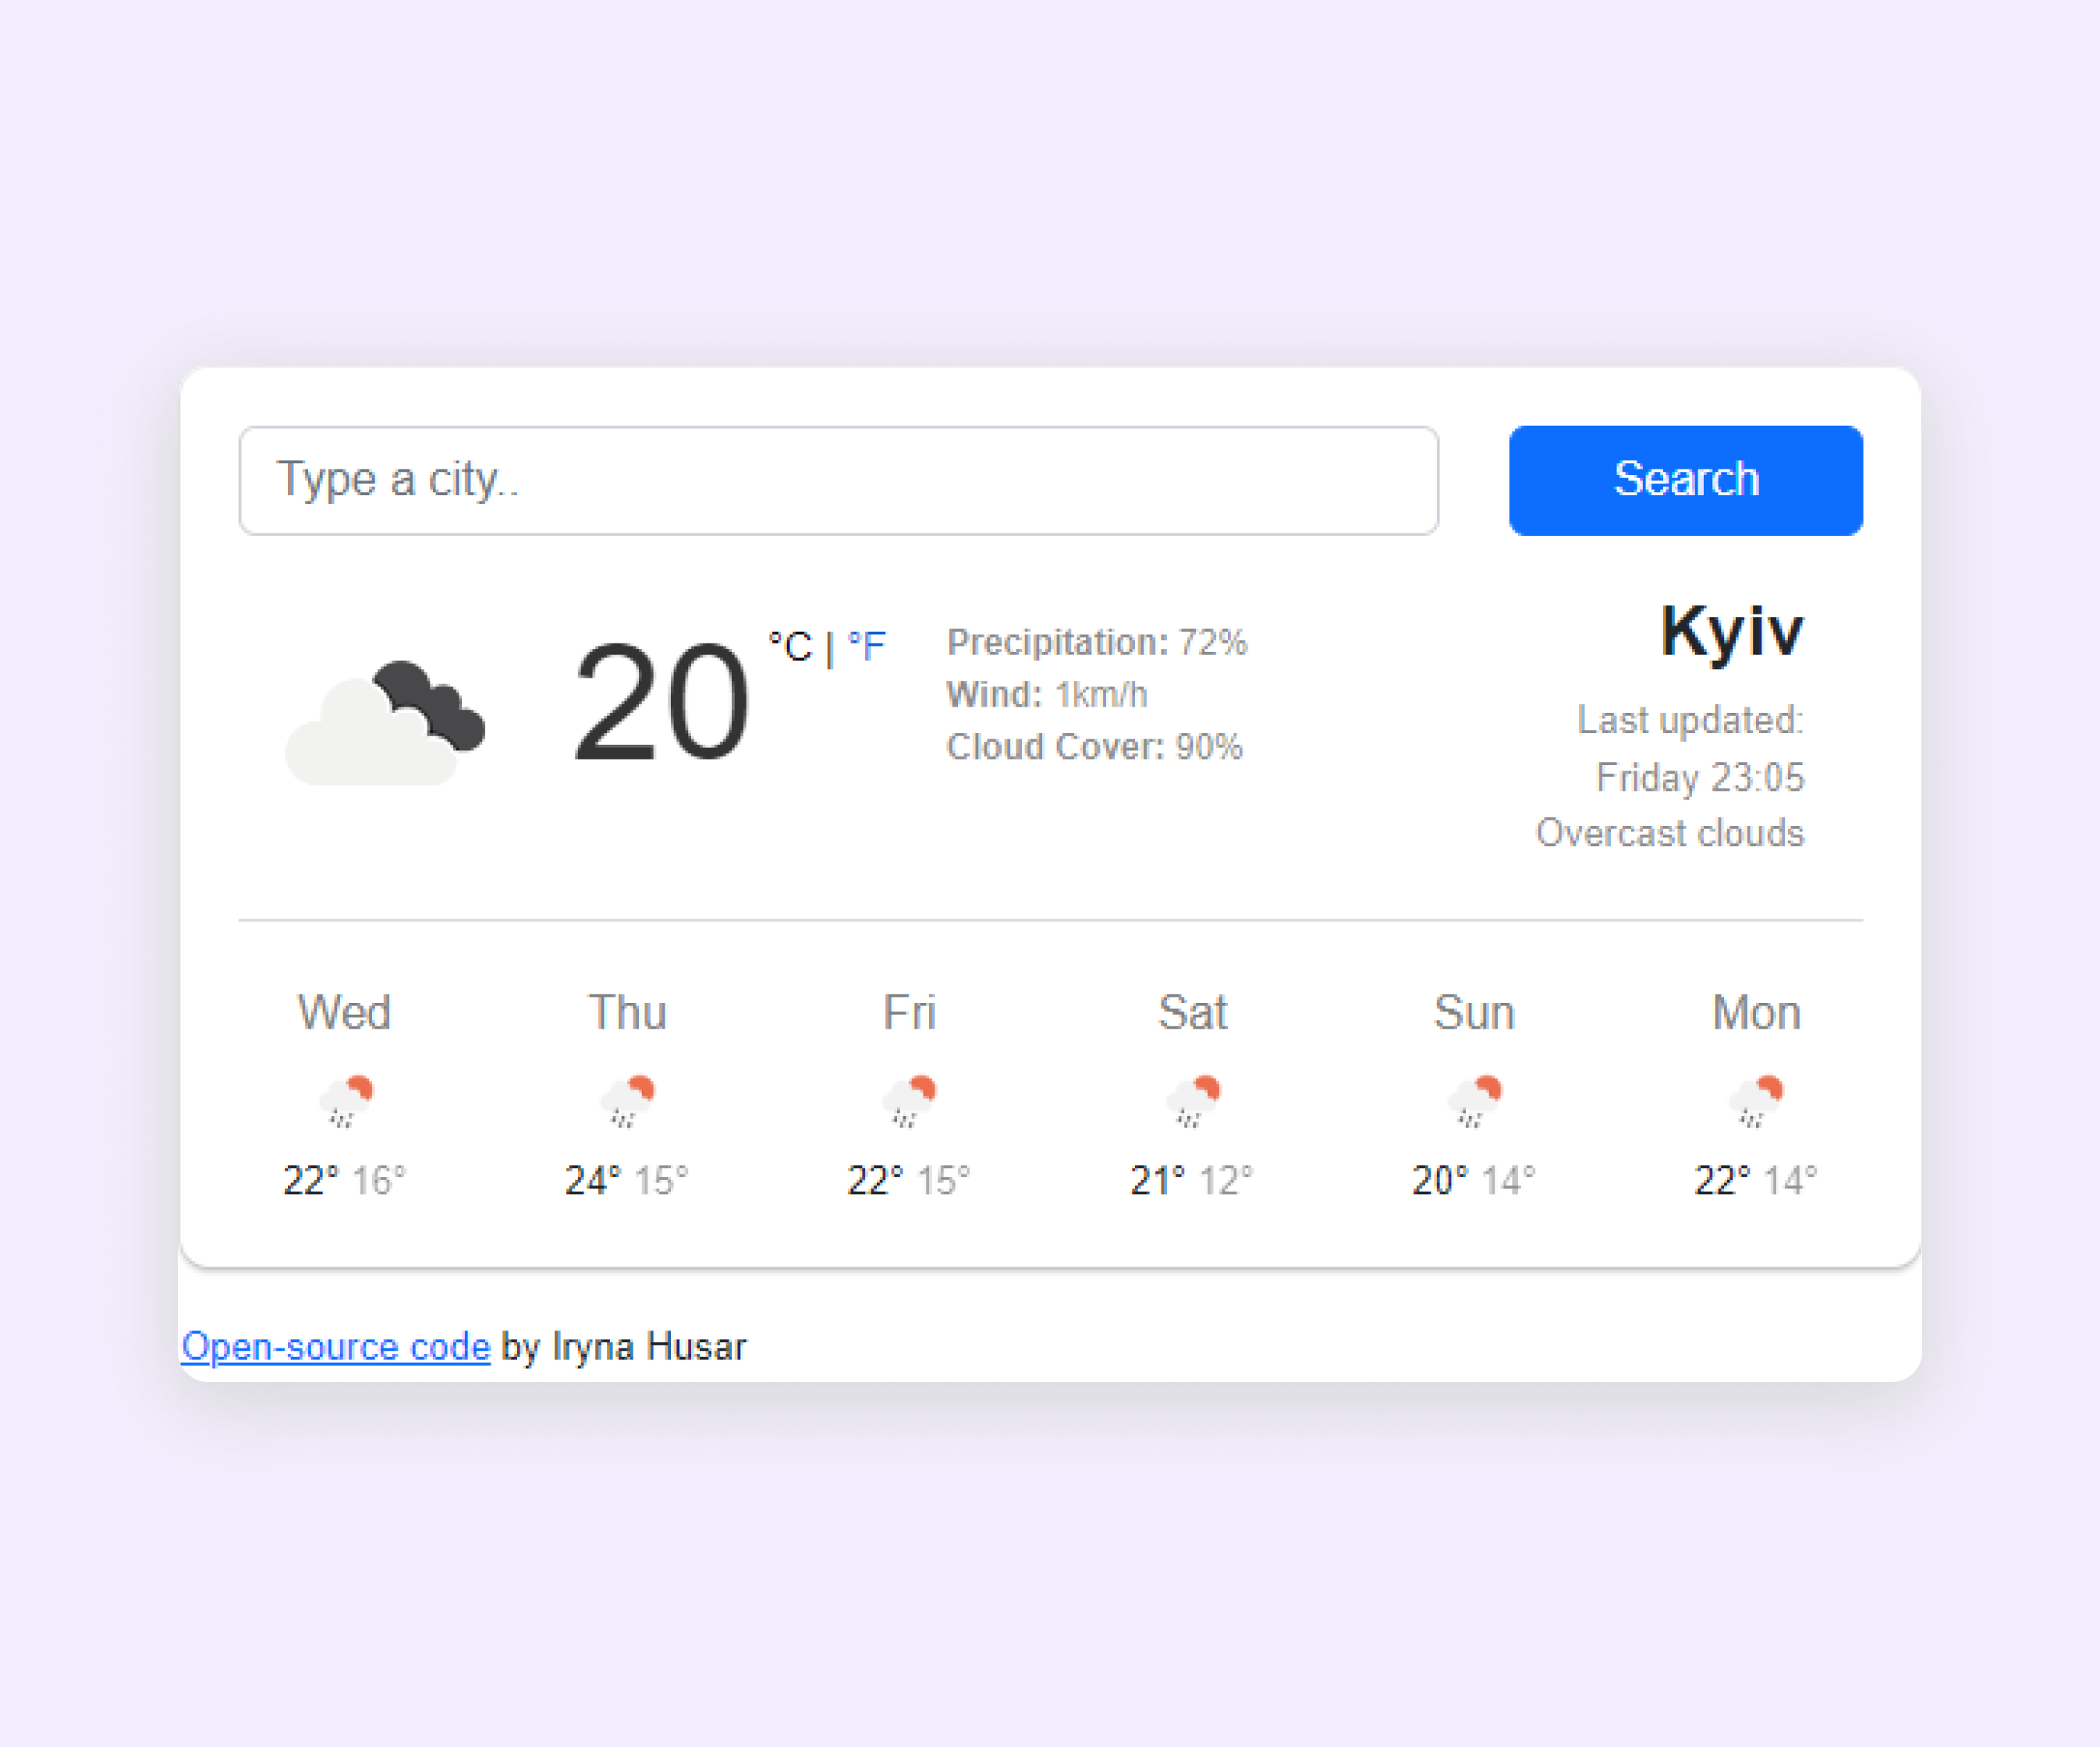 Type a city..
Search
20 °C | °F
Precipitation: 72%
Wind: 1km/h
Cloud Cover: 90%
Kyiv
Last updated:
Friday 23:05
Overcast clouds
Wed Thu Fri Sat Sun Mon
22° 16° 24° 15° 22° 15° 21° 12° 20° 14° 22° 14°
Open-source code by Iryna Husar